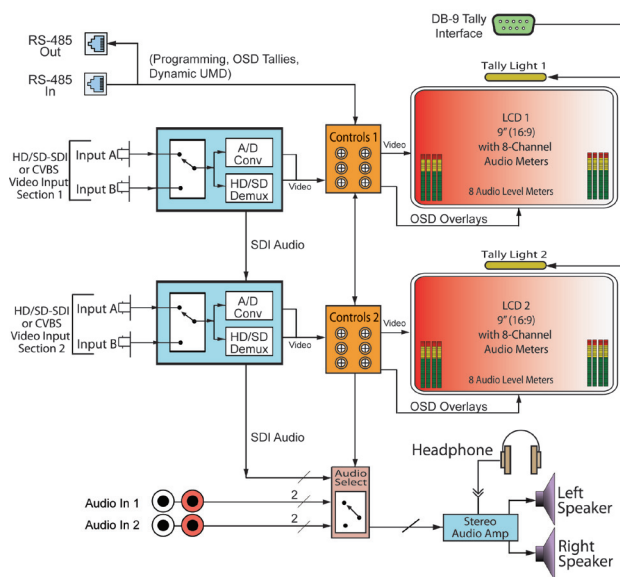 RS-485
Out
RS-485
In
(Programming, OSD Tallies,
Dynamic UMD)
DB-9 Tally
Interface
Tally Light 1
HD/SD-SDI
or CVBS
Video Input
Section 1
Input A
Input B
A/D
Conv
HD/SD
Demux
Video
Controls 1
Video
LCD 1
9" (16:9)
with 8-Channel
Audio Meters
8 Audio Level Meters
OSD Overlays
SDI Audio
Tally Light 2
HD/SD-SDI
or CVBS
Video Input
Section 2
Input A
Input B
A/D
Conv
HD/SD
Demux
Video
Controls 2
Video
LCD 2
9" (16:9)
with 8-Channel
Audio Meters
8 Audio Level Meters
OSD Overlays
SDI Audio
Audio
Select
Audio In 1
2
Audio In 2
2
Headphone
Stereo
Audio Amp
Left
Speaker
Right
Speaker